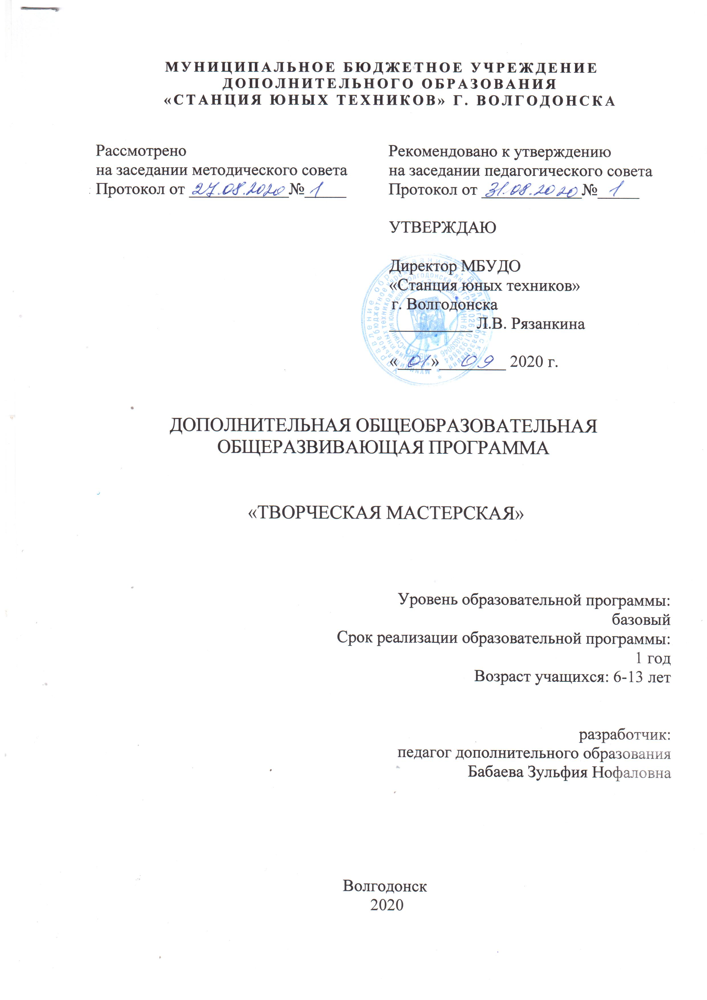 МУНИЦИПАЛЬНОЕ БЮДЖЕТНОЕ УЧРЕЖДЕНИЕ
ДОПОЛНИТЕЛЬНОГО ОБРАЗОВАНИЯ
«СТАНЦИЯ ЮНЫХ ТЕХНИКОВ» Г. ВОЛГОДОНСКА
Рассмотрено
на заседании методического совета
Протокол от 27.08.2020 № 1
Рекомендовано к утверждению
на заседании педагогического совета
Протокол от 31.08.2020 № 1
УТВЕРЖДАЮ
Директор МБУДО
«Станция юных техников»
г. Волгодонска
__________ Л.В. Рязанкина
« 01 » 09 2020 г.
ДОПОЛНИТЕЛЬНАЯ ОБЩЕОБРАЗОВАТЕЛЬНАЯ
ОБЩЕРАЗВИВАЮЩАЯ ПРОГРАММА
«ТВОРЧЕСКАЯ МАСТЕРСКАЯ»
Уровень образовательной программы:
базовый
Срок реализации образовательной программы:
1 год
Возраст учащихся: 6-13 лет
разработчик:
педагог дополнительного образования
Бабаева Зульфия Нофаловна
Волгодонск
2020